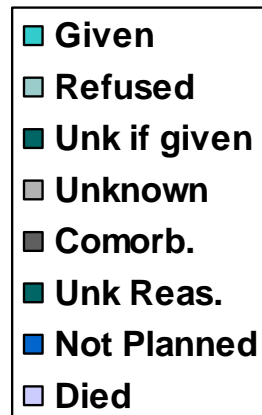 Given
Refused
Unk if given
Unknown
Comorb.
Unk Reas.
Not Planned
Died